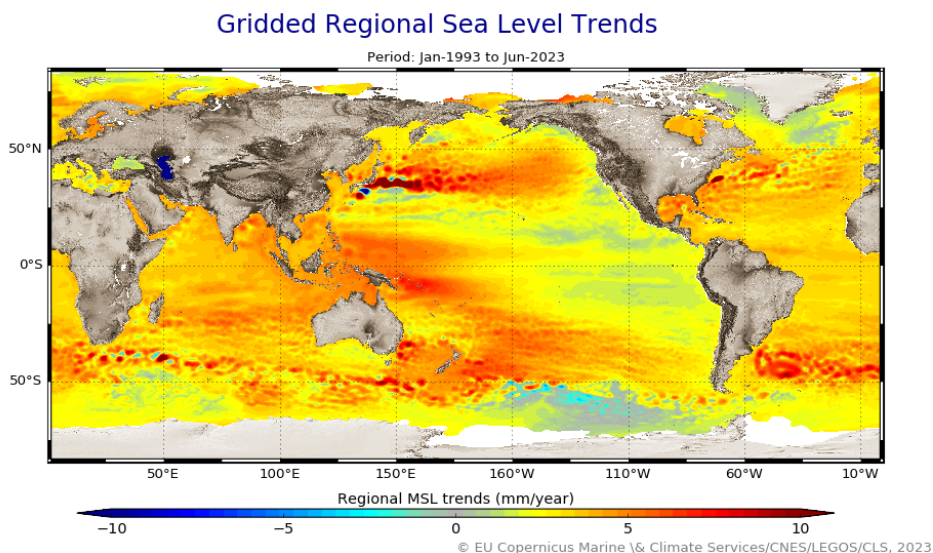 Gridded Regional Sea Level Trends
Period: Jan-1993 to Jun-2023
50°N
0°S
50°S
50°E 100°E 150°E 160°W 110°W 60°W 10°W
Regional MSL trends (mm/year)
−10 −5 0 5 10
© EU Copernicus Marine \& Climate Services/CNES/LEGOS/CLS, 2023